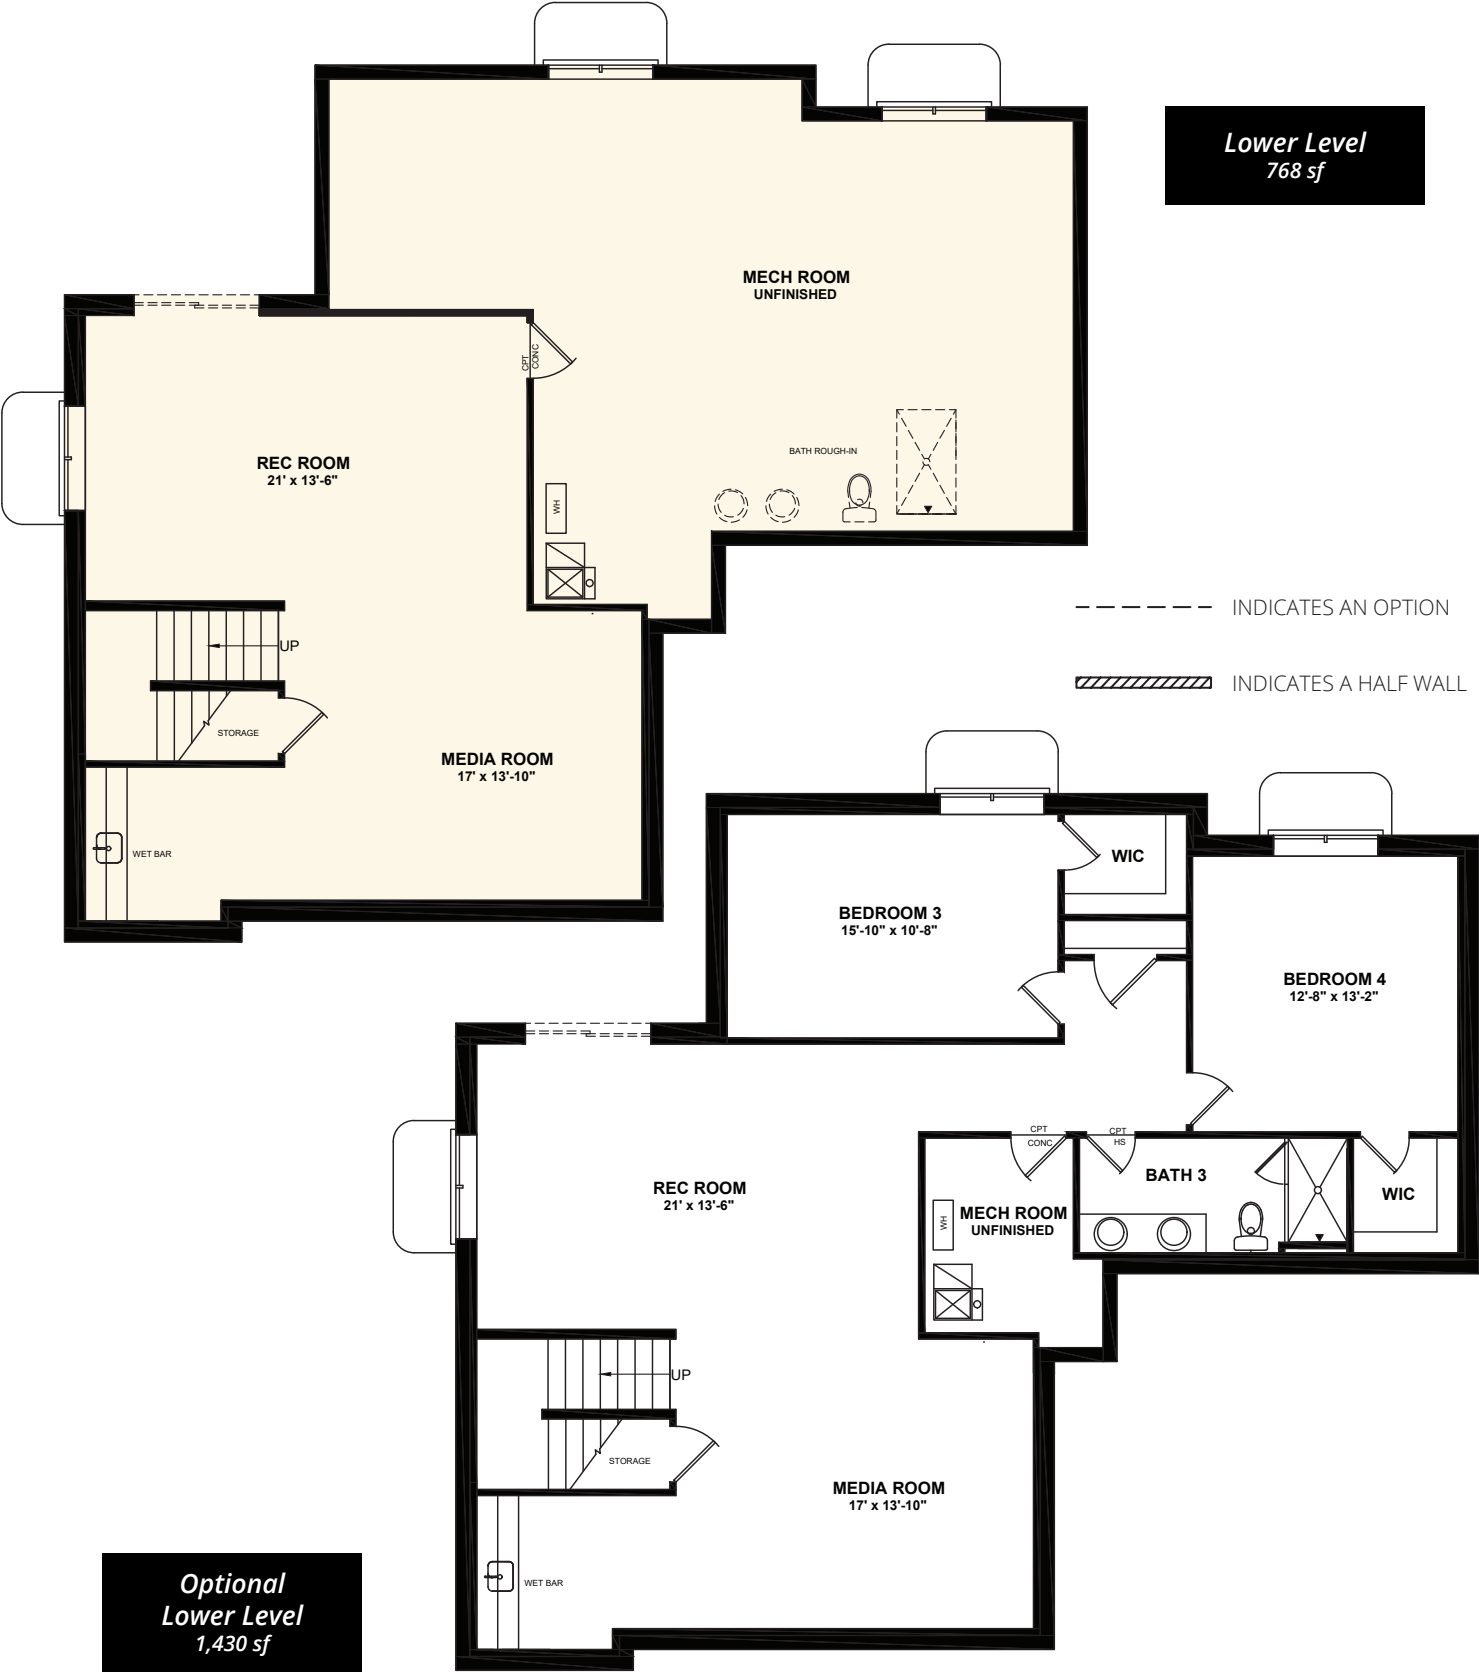 Lower Level
768 sf
MECH ROOM
UNFINISHED
CPT
CONC
REC ROOM
21' x 13'-6"
BATH ROUGH-IN
WH
UP
STORAGE
MEDIA ROOM
17' x 13'-10"
WET BAR
INDICATES AN OPTION
INDICATES A HALF WALL
WIC
BEDROOM 3
15'-10" x 10'-8"
BEDROOM 4
12'-8" x 13'-2"
CPT
CONC
CPT
HS
BATH 3
REC ROOM
21' x 13'-6"
WIC
MECH ROOM
UNFINISHED
WH
UP
STORAGE
MEDIA ROOM
17' x 13'-10"
WET BAR
Optional
Lower Level
1,430 sf